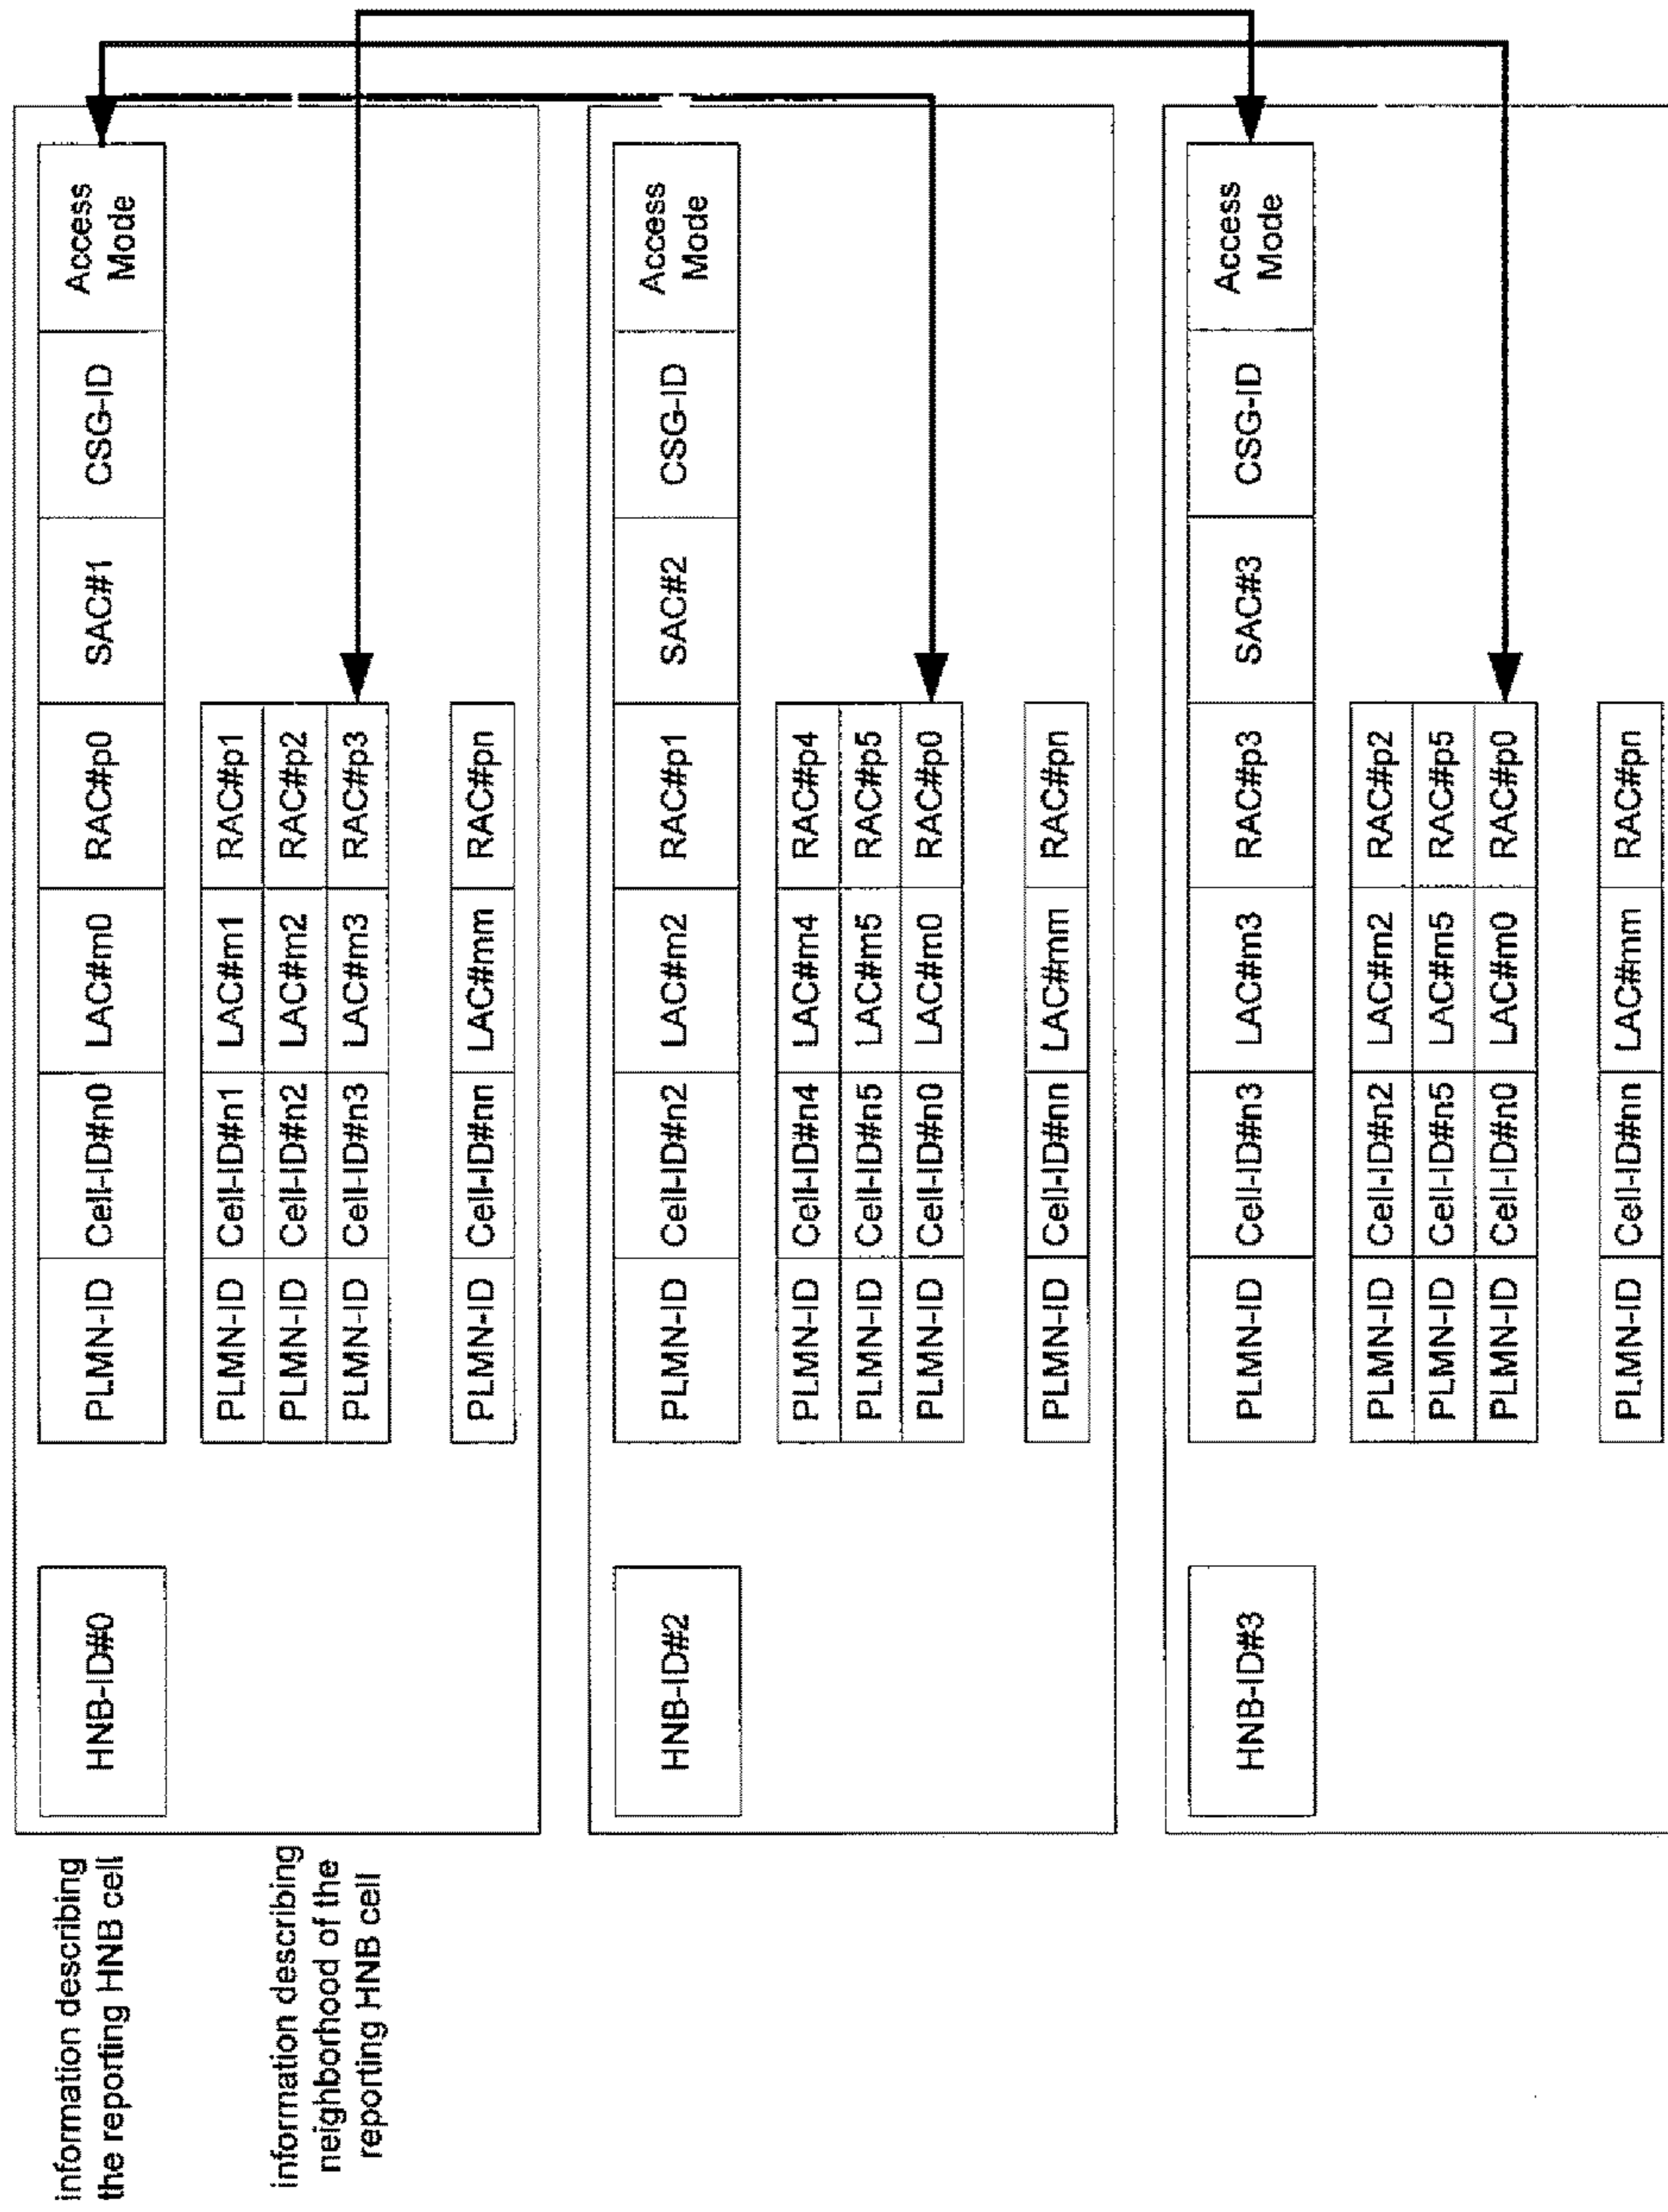 information describing
the reporting HNB cell
HNB-ID#0
PLMN-ID Cell-ID#n0 LAC#m0 RAC#p0 SAC#1 CSG-ID Access
Mode
information describing
neighborhood of the
reporting HNB cell
PLMN-ID Cell-ID#n1 LAC#m1 RAC#p1
PLMN-ID Cell-ID#n2 LAC#m2 RAC#p2
PLMN-ID Cell-ID#n3 LAC#m3 RAC#p3
PLMN-ID Cell-ID#nn LAC#mm RAC#pn
HNB-ID#2
PLMN-ID Cell-ID#n2 LAC#m2 RAC#p1 SAC#2 CSG-ID Access
Mode
PLMN-ID Cell-ID#n4 LAC#m4 RAC#p4
PLMN-ID Cell-ID#n5 LAC#m5 RAC#p5
PLMN-ID Cell-ID#n0 LAC#m0 RAC#p0
PLMN-ID Cell-ID#nn LAC#mm RAC#pn
HNB-ID#3
PLMN-ID Cell-ID#n3 LAC#m3 RAC#p3 SAC#3 CSG-ID Access
Mode
PLMN-ID Cell-ID#n2 LAC#m2 RAC#p2
PLMN-ID Cell-ID#n5 LAC#m5 RAC#p5
PLMN-ID Cell-ID#n0 LAC#m0 RAC#p0
PLMN-ID Cell-ID#nn LAC#mm RAC#pn